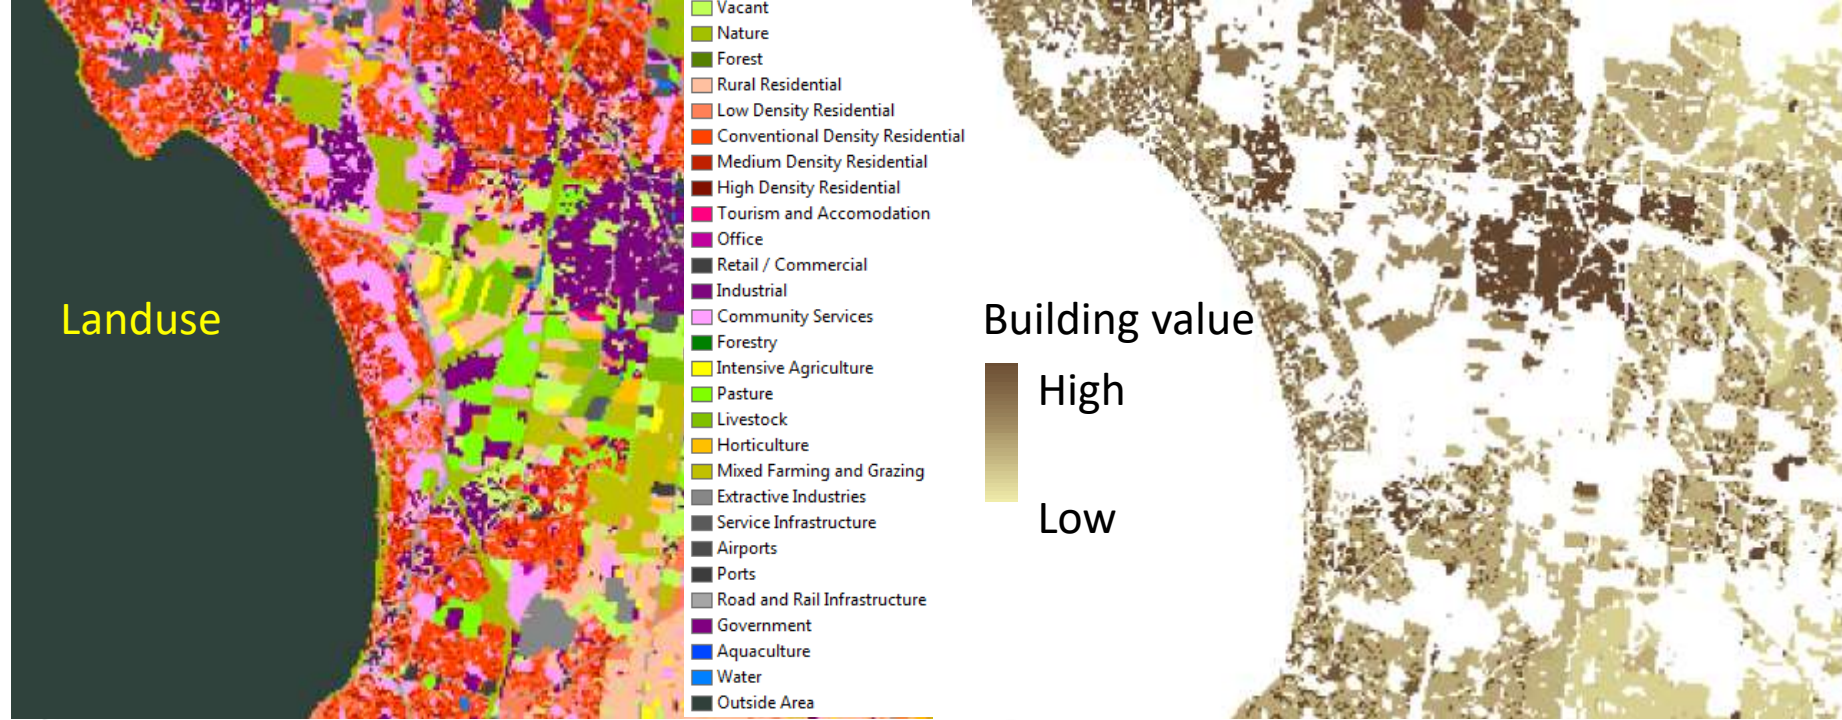 Landuse
Vacant
Nature
Forest
Rural Residential
Low Density Residential
Conventional Density Residential
Medium Density Residential
High Density Residential
Tourism and Accomodation
Office
Retail / Commercial
Industrial
Community Services
Forestry
Intensive Agriculture
Pasture
Livestock
Horticulture
Mixed Farming and Grazing
Extractive Industries
Service Infrastructure
Airports
Ports
Road and Rail Infrastructure
Government
Aquaculture
Water
Outside Area
Building value
High
Low